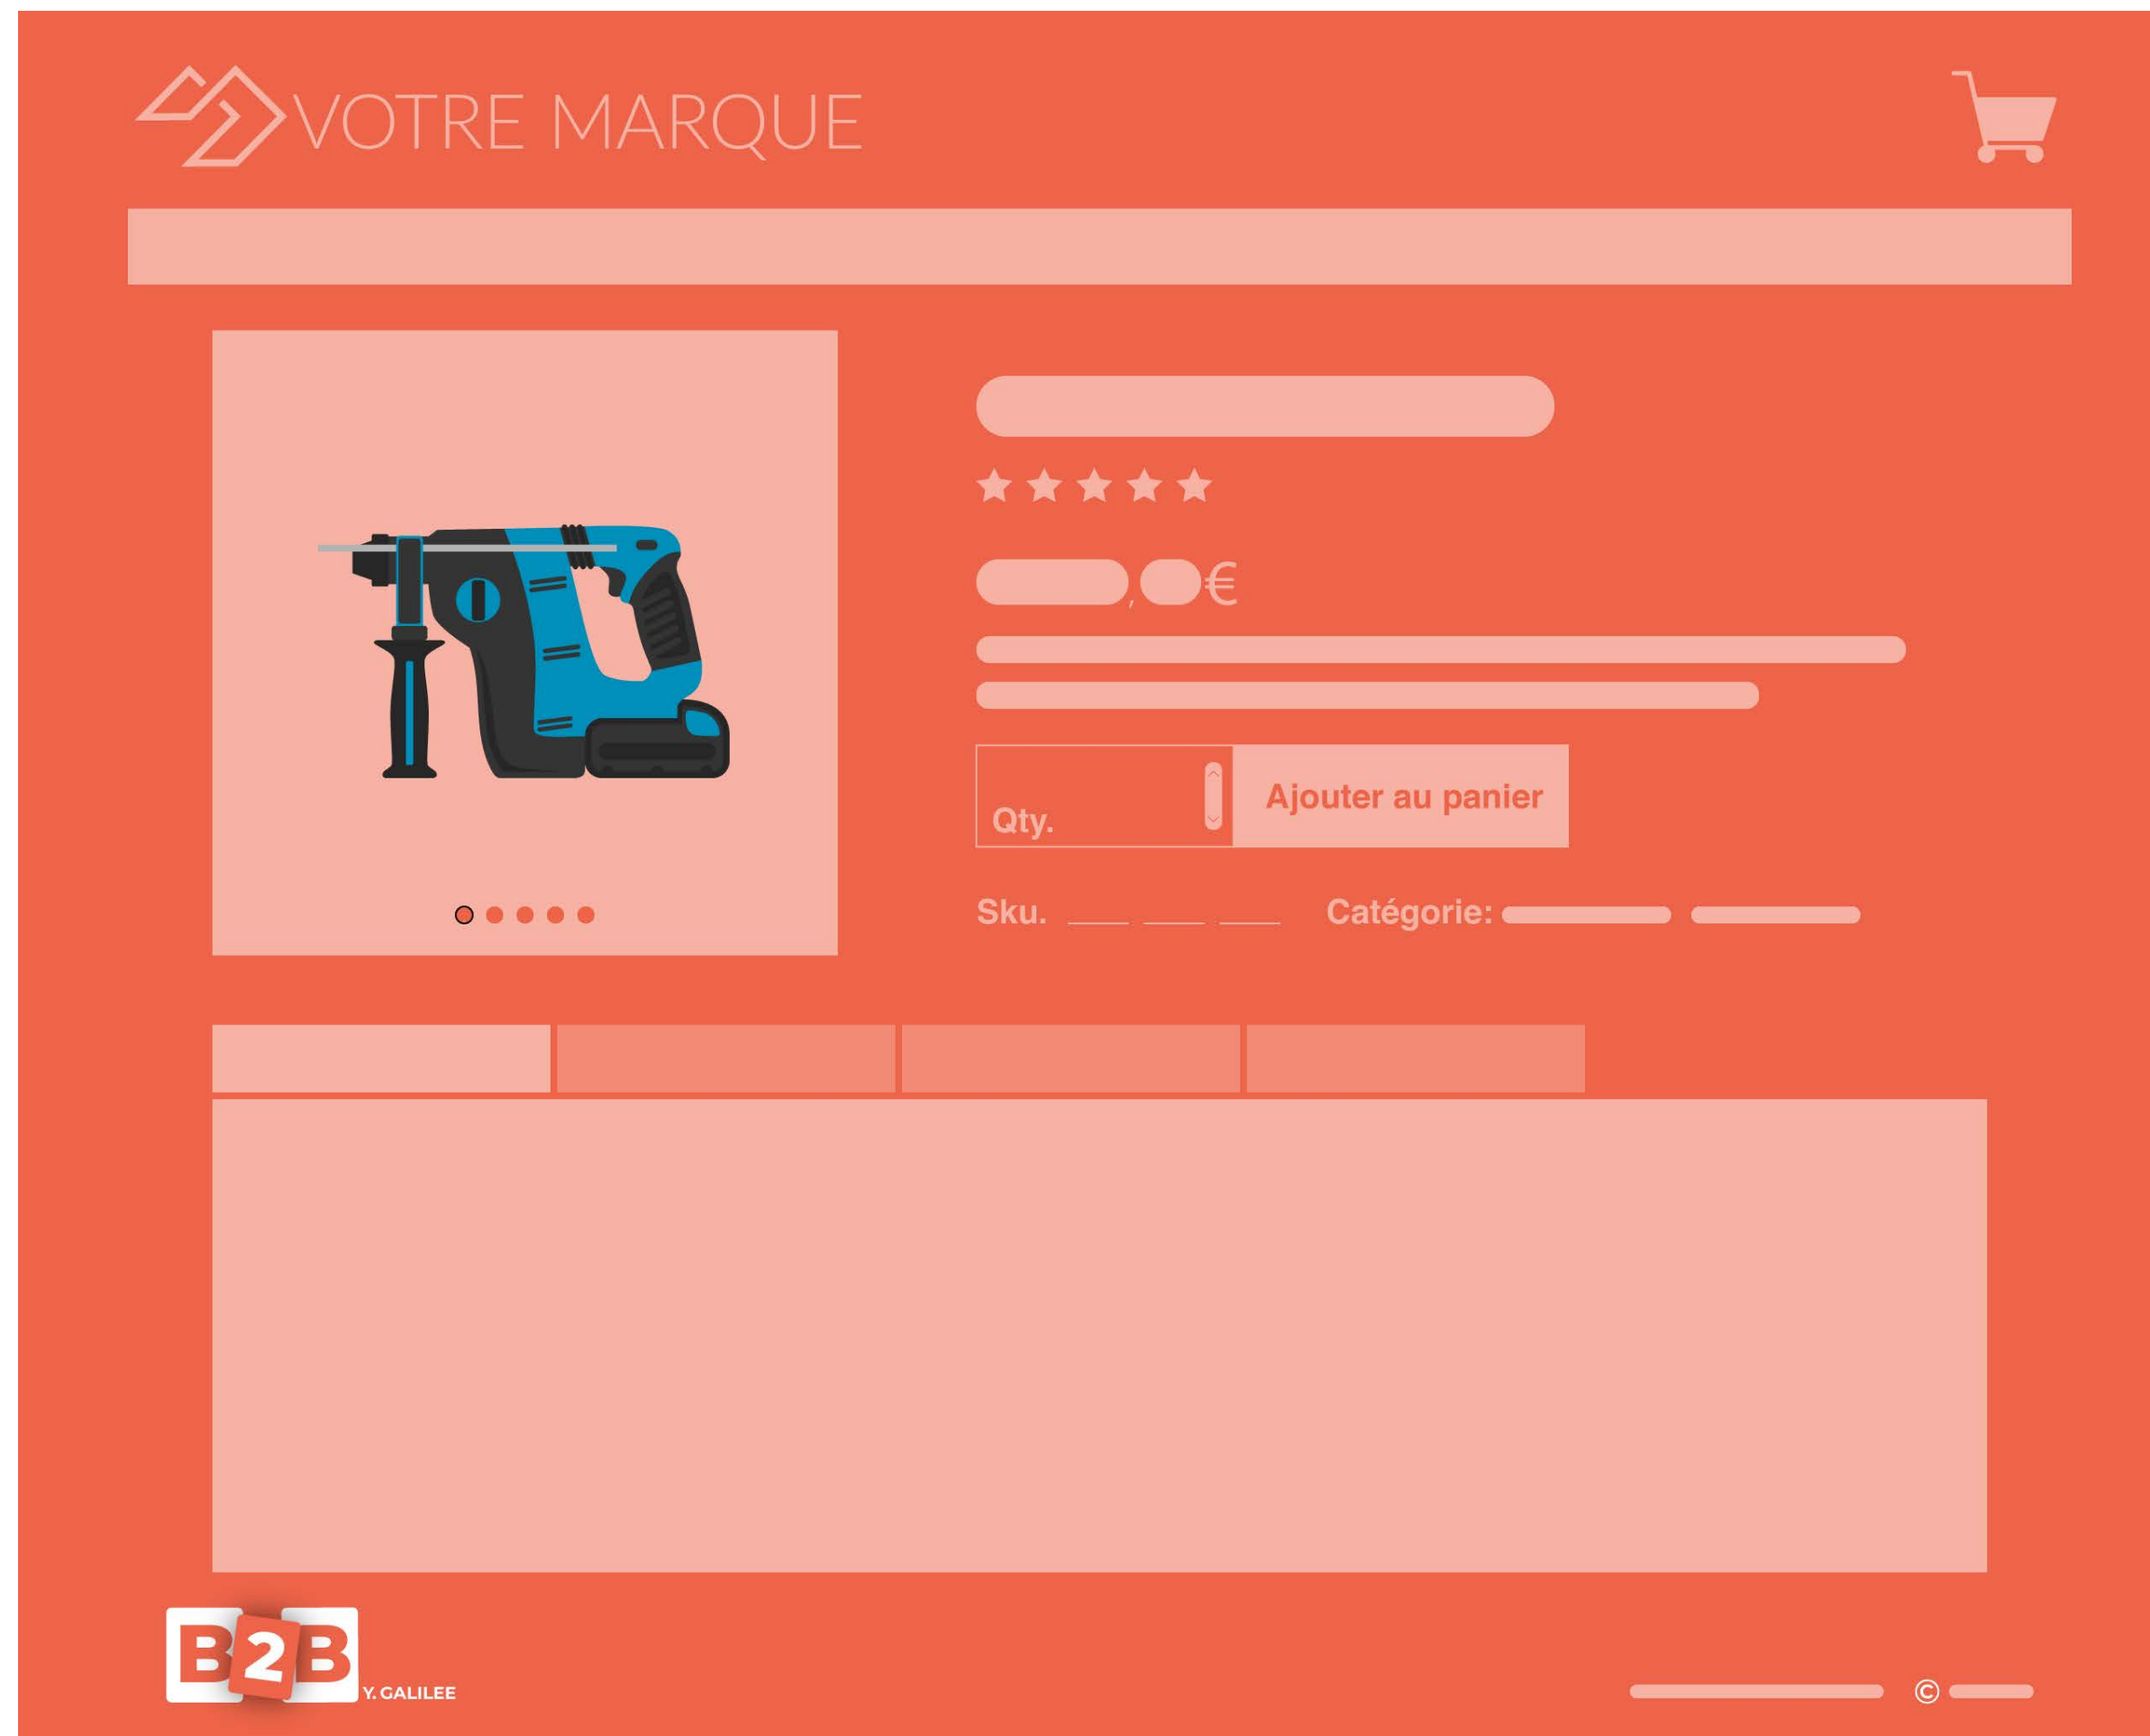 VOTRE MARQUE
,€
Qty.
Ajouter au panier
Sku. Catégorie:
B2B Y. GALILEE
©